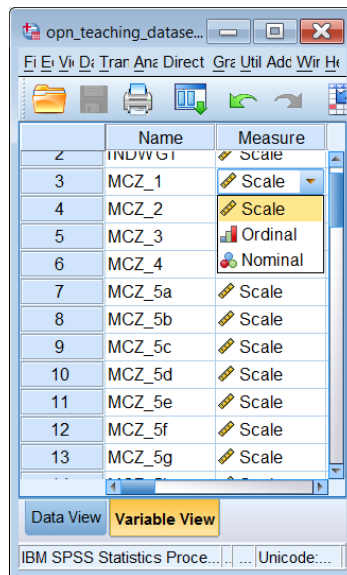 opn_teaching_datase...
Fi Ei Vi Da Tran Ana Direct Gra Util Add Wir He
Name Measure
2 INDWGT Scale
3 MCZ_1 Scale
4 MCZ_2 Scale
5 MCZ_3 Ordinal
6 MCZ_4 Nominal
7 MCZ_5a Scale
8 MCZ_5b Scale
9 MCZ_5c Scale
10 MCZ_5d Scale
11 MCZ_5e Scale
12 MCZ_5f Scale
13 MCZ_5g Scale
Data View Variable View
IBM SPSS Statistics Proce... ... Unicode:...